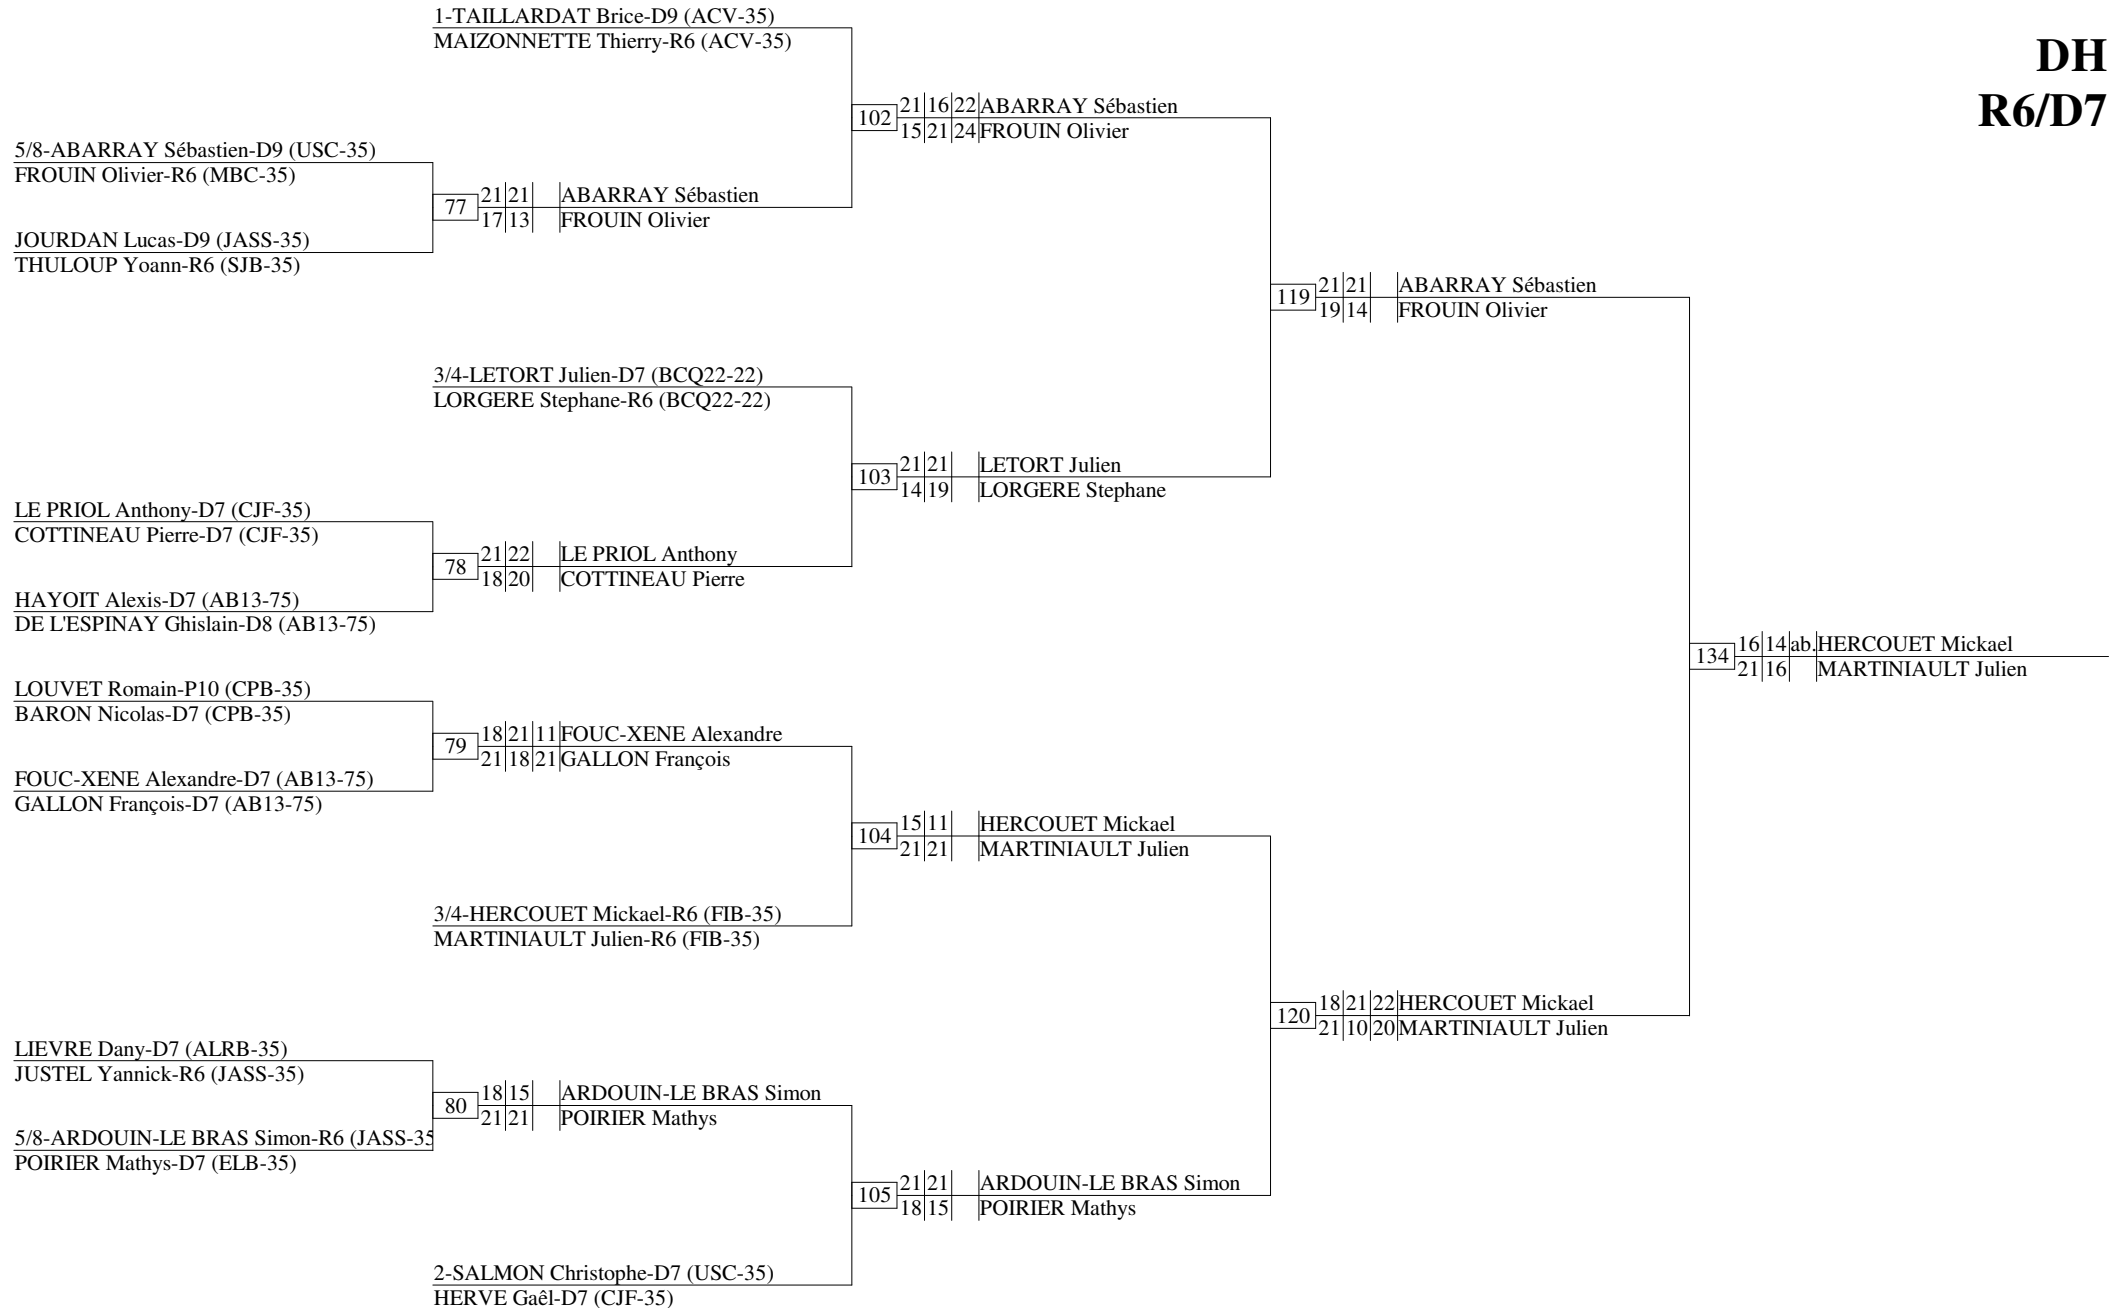 DH
R6/D7
1-TAILLARDAT Brice-D9 (ACV-35)
MAIZONNETTE Thierry-R6 (ACV-35)
5/8-ABARRAY Sébastien-D9 (USC-35)
FROUIN Olivier-R6 (MBC-35)
JOURDAN Lucas-D9 (JASS-35)
THULOUP Yoann-R6 (SJB-35)
3/4-LETORT Julien-D7 (BCQ22-22)
LORGERE Stephane-R6 (BCQ22-22)
LE PRIOL Anthony-D7 (CJF-35)
COTTINEAU Pierre-D7 (CJF-35)
HAYOIT Alexis-D7 (AB13-75)
DE L'ESPINAY Ghislain-D8 (AB13-75)
LOUVET Romain-P10 (CPB-35)
BARON Nicolas-D7 (CPB-35)
FOUC-XENE Alexandre-D7 (AB13-75)
GALLON François-D7 (AB13-75)
3/4-HERCOUET Mickael-R6 (FIB-35)
MARTINIAULT Julien-R6 (FIB-35)
LIEVRE Dany-D7 (ALRB-35)
JUSTEL Yannick-R6 (JASS-35)
5/8-ARDOUIN-LE BRAS Simon-R6 (JASS-35
POIRIER Mathys-D7 (ELB-35)
2-SALMON Christophe-D7 (USC-35)
HERVE Gaêl-D7 (CJF-35)
77
21 21 ABARRAY Sébastien
17 13 FROUIN Olivier
78
21 22 LE PRIOL Anthony
18 20 COTTINEAU Pierre
79
18 21 11 FOUC-XENE Alexandre
21 18 21 GALLON François
80
18 15 ARDOUIN-LE BRAS Simon
21 21 POIRIER Mathys
102
21 16 22 ABARRAY Sébastien
15 21 24 FROUIN Olivier
103
21 21 LETORT Julien
14 19 LORGERE Stephane
104
15 11 HERCOUET Mickael
21 21 MARTINIAULT Julien
105
21 21 ARDOUIN-LE BRAS Simon
18 15 POIRIER Mathys
119
21 21 ABARRAY Sébastien
19 14 FROUIN Olivier
120
18 21 22 HERCOUET Mickael
21 10 20 MARTINIAULT Julien
134
16 14 ab. HERCOUET Mickael
21 16 MARTINIAULT Julien